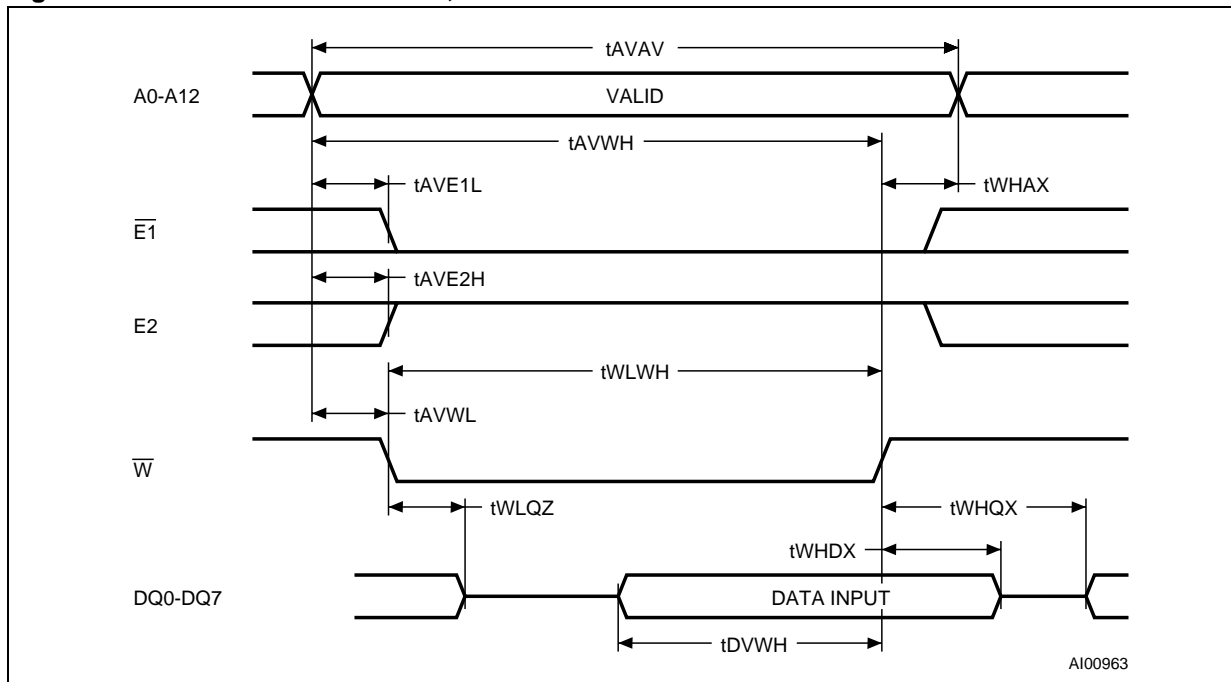 tAVAV
A0-A12
VALID
tAVWH
tAVE1L
tWHAX
E1
tAVE2H
E2
tWLWH
tAVWL
W
tWLQZ
tWHQX
tWHDX
DQ0-DQ7
DATA INPUT
tDVWH
AI00963